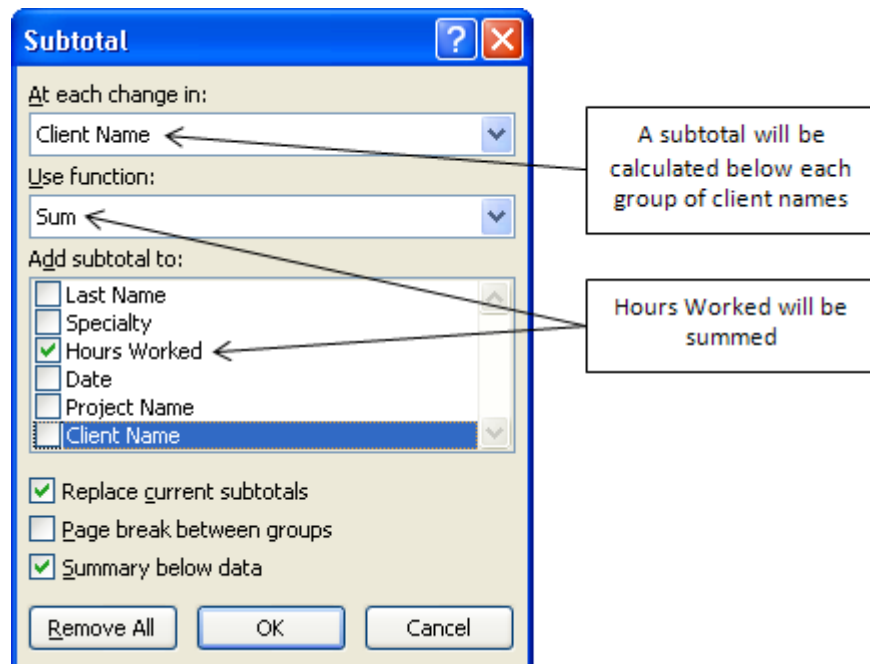 Subtotal
At each change in:
Client Name
A subtotal will be
calculated below each
group of client names
Use function:
Sum
Add subtotal to:
Last Name
Specialty
Hours Worked
Date
Project Name
Client Name
Hours Worked will be
summed
Replace current subtotals
Page break between groups
Summary below data
Remove All
OK
Cancel